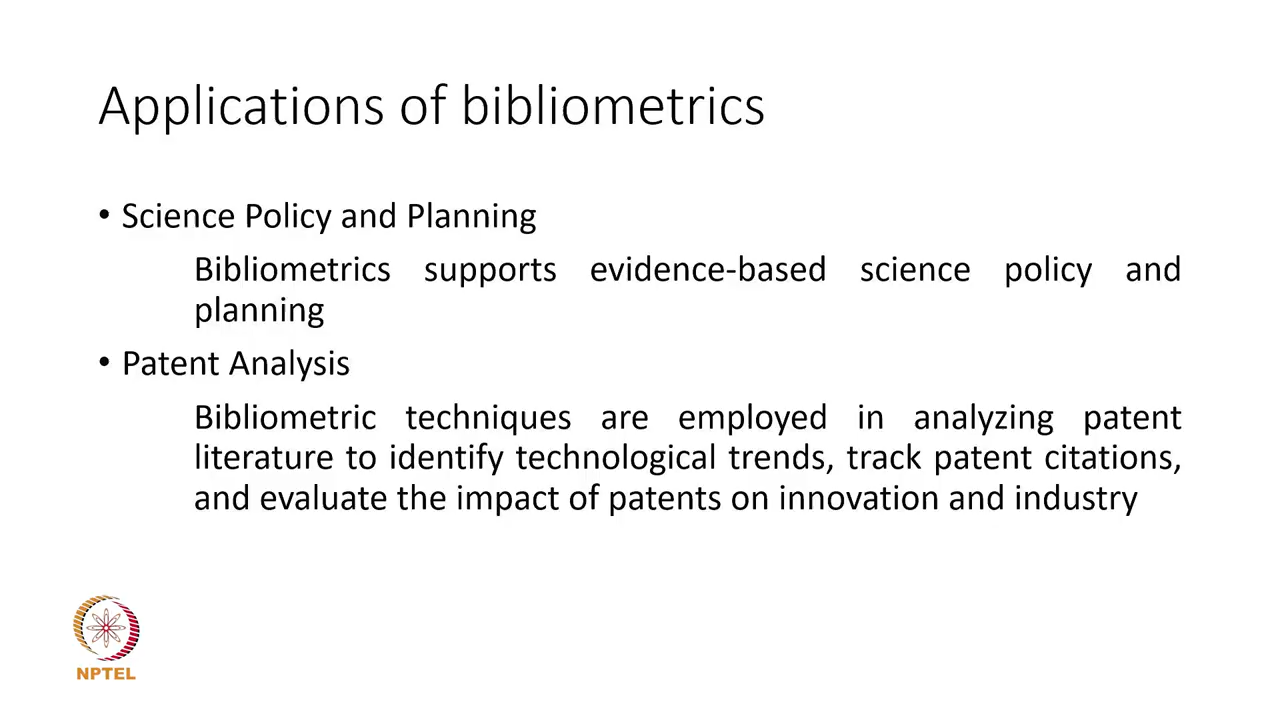 Applications of bibliometrics
• Science Policy and Planning
Bibliometrics supports evidence-based science policy and
planning
• Patent Analysis
Bibliometric techniques are employed in analyzing patent
literature to identify technological trends, track patent citations,
and evaluate the impact of patents on innovation and industry
NPTEL